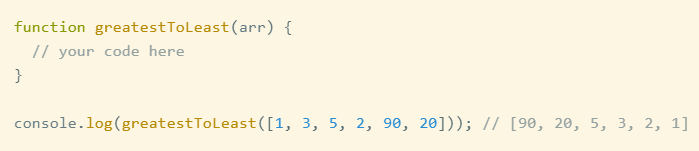 function greatestToLeast(arr) {
  // your code here
}
console.log(greatestToLeast([1, 3, 5, 2, 90, 20])); // [90, 20, 5, 3, 2, 1]